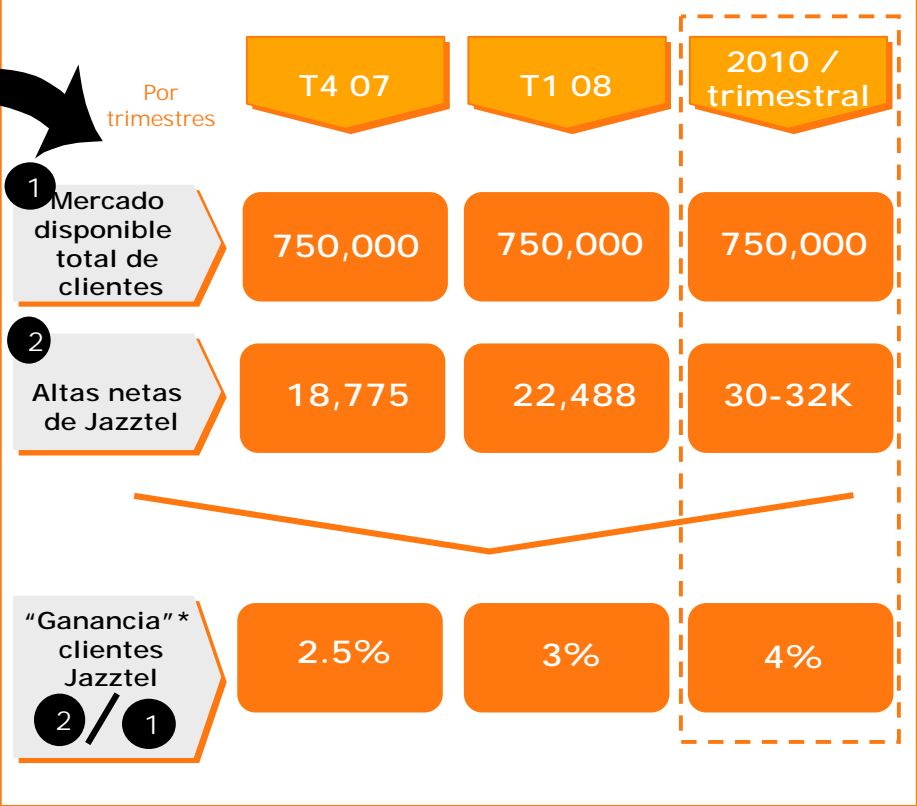 Por
trimestres
T4 07
T1 08
2010 /
trimestral
1
Mercado
disponible
total de
clientes
750,000
750,000
750,000
2
Altas netas
de Jazztel
18,775
22,488
30-32K
“Ganancia”*
clientes
Jazztel
2 / 1
2.5%
3%
4%